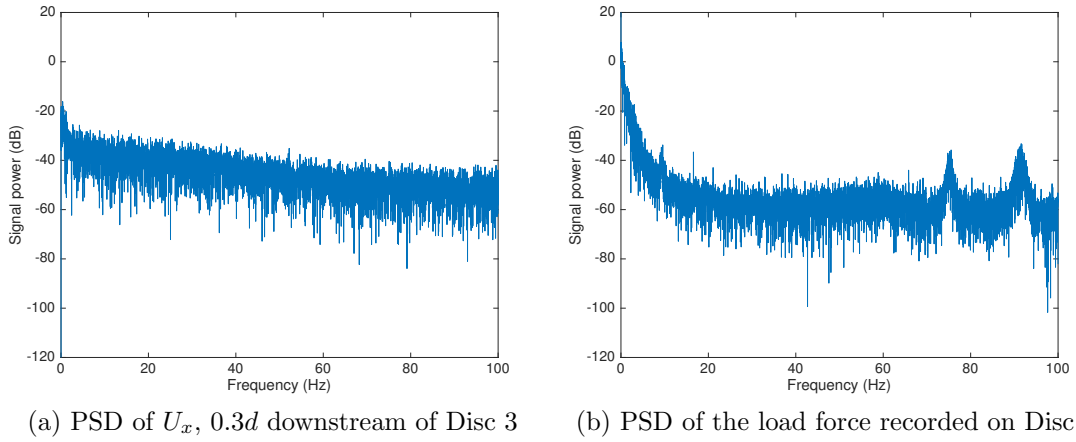 20
0
-20
-40
-60
-80
-100
-120
Signal power (dB)
0 20 40 60 80 100
Frequency (Hz)
(a) PSD of U_x, 0.3d downstream of Disc 3
20
0
-20
-40
-60
-80
-100
-120
Signal power (dB)
0 20 40 60 80 100
Frequency (Hz)
(b) PSD of the load force recorded on Disc